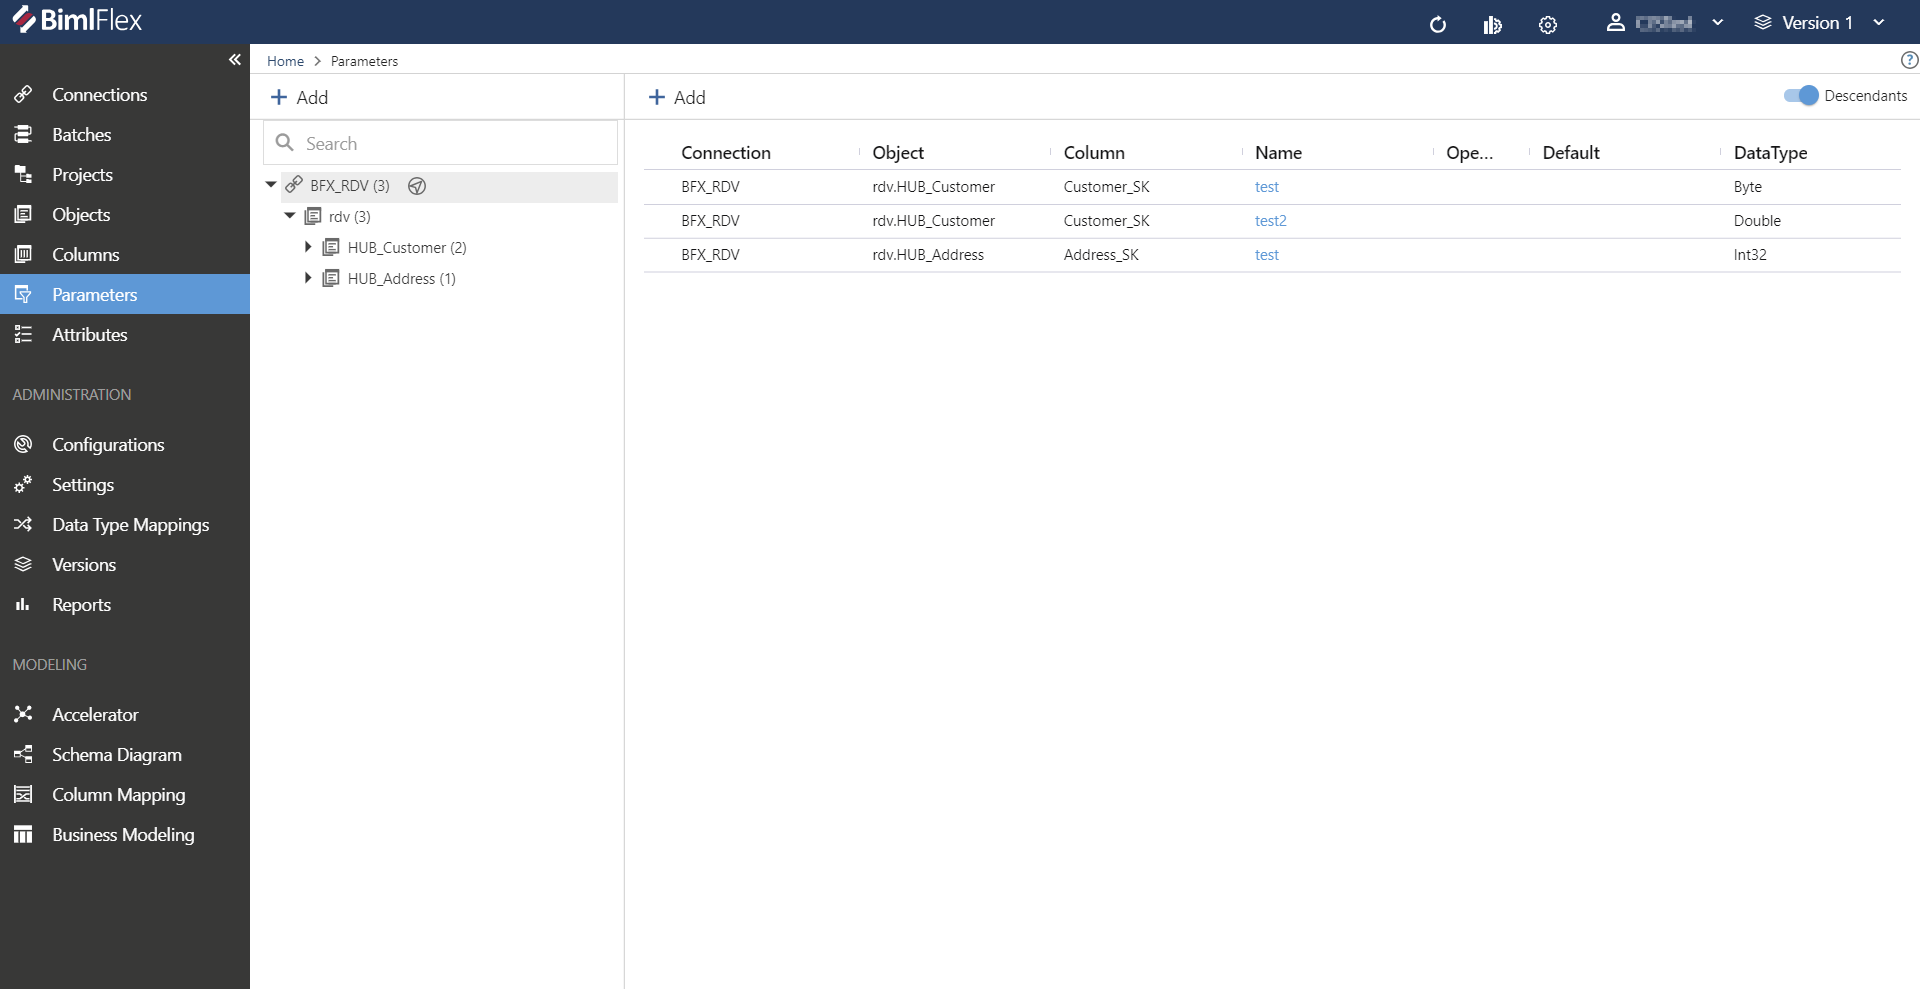 BimlFlex
Version 1
Home > Parameters
Connections
Batches
Projects
Objects
Columns
Parameters
Attributes
ADMINISTRATION
Configurations
Settings
Data Type Mappings
Versions
Reports
MODELING
Accelerator
Schema Diagram
Column Mapping
Business Modeling
+ Add
Search
BFX_RDV (3)
rdv (3)
HUB_Customer (2)
HUB_Address (1)
+ Add
Descendants
Connection Object Column Name Ope... Default DataType
BFX_RDV rdv.HUB_Customer Customer_SK test Byte
BFX_RDV rdv.HUB_Customer Customer_SK test2 Double
BFX_RDV rdv.HUB_Address Address_SK test Int32